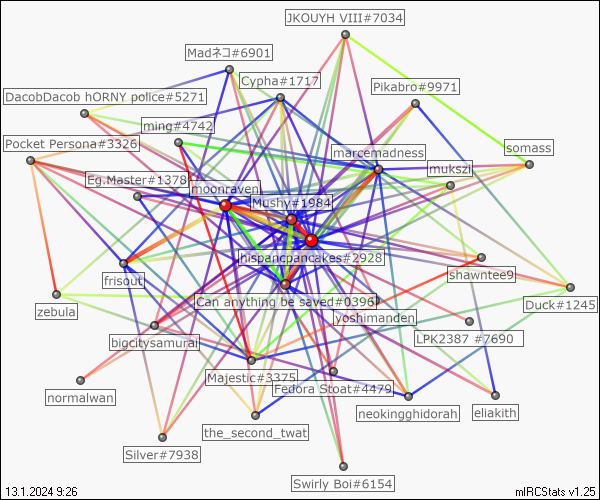 JKOUYH VIII#7034
Madネコ#6901
Cypha#1717
Pikabro#9971
DacobDacob hORNY police#5271
ming#4742
Pocket Persona#3326
marcemadness
somass
mukszi
Eg.Master#1378
moonraven
Mushy#1984
hispancpancakes#2928
shawntee9
frisout
Can anything be saved#0396
Duck#1245
zebula
yoshimanden
bigcitysamurai
LPK2387 #7690
Majestic#3375
Fedora Stoat#4479
normalwan
neokingghidorah
eliakith
the_second_twat
Silver#7938
Swirly Boi#6154
13.1.2024 9:26
mIRCStats v1.25